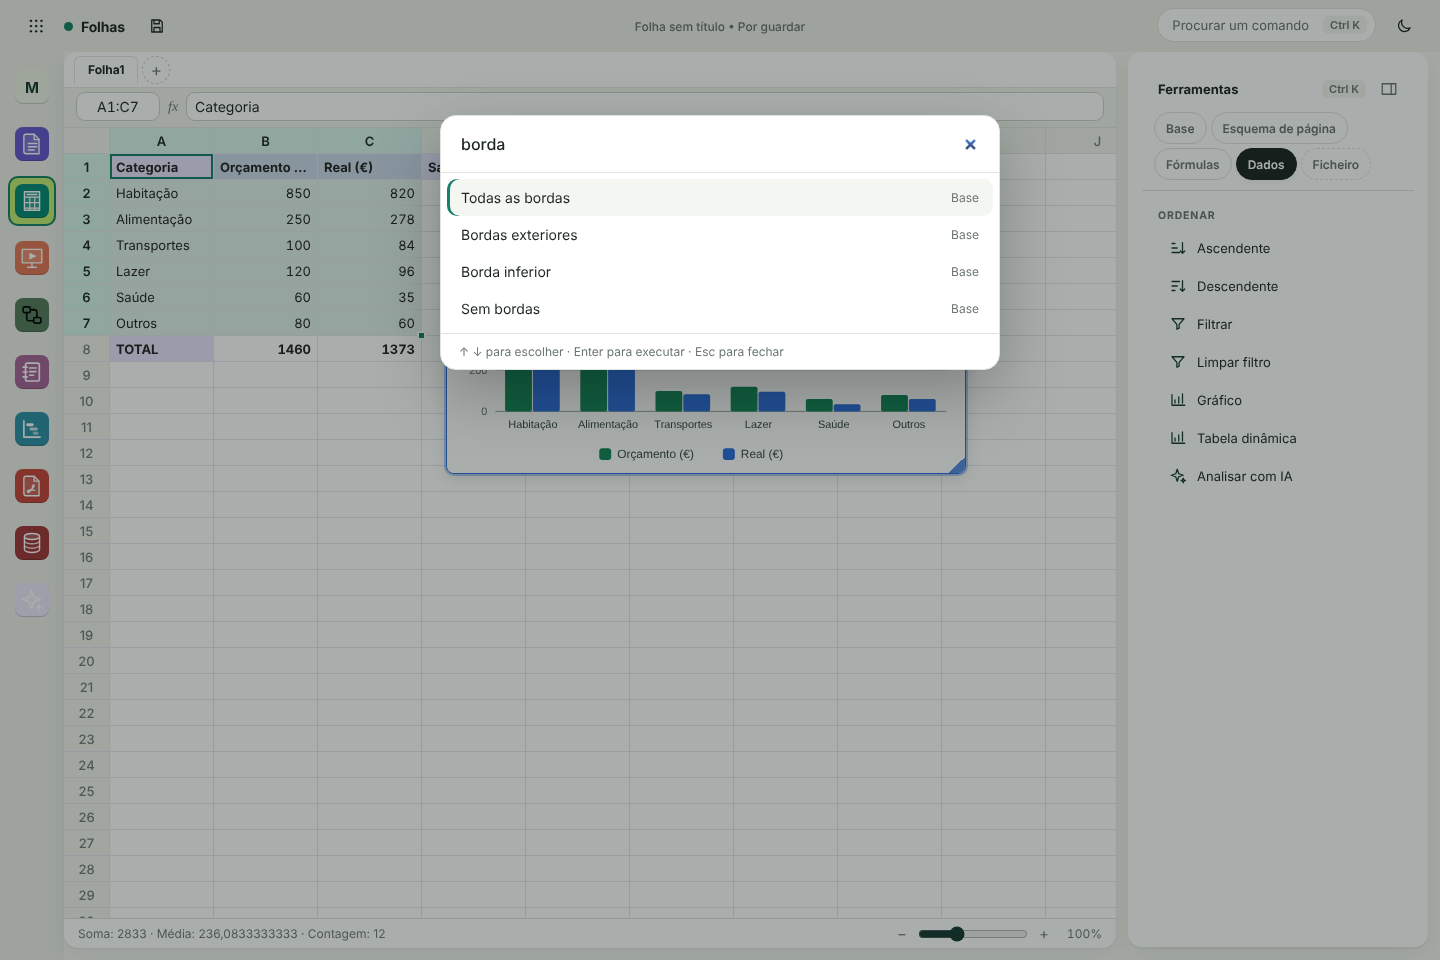 Folhas
Folha sem título • Por guardar
Procurar um comando Ctrl K
M
Folha1 +
A1:C7 fx Categoria
A B C J
1 Categoria Orçamento ... Real (€)
2 Habitação 850 820
3 Alimentação 250 278
4 Transportes 100 84
5 Lazer 120 96
6 Saúde 60 35
7 Outros 80 60
8 TOTAL 1460 1373
9
10
11
12
13
14
15
16
17
18
19
20
21
22
23
24
25
26
27
28
29
borda
Todas as bordas Base
Bordas exteriores Base
Borda inferior Base
Sem bordas Base
↑ ↓ para escolher · Enter para executar · Esc para fechar
200
0
Habitação Alimentação Transportes Lazer Saúde Outros
Orçamento (€) Real (€)
Soma: 2833 · Média: 236,0833333333 · Contagem: 12
− + 100%
Ferramentas Ctrl K
Base Esquema de página
Fórmulas Dados Ficheiro
ORDENAR
Ascendente
Descendente
Filtrar
Limpar filtro
Gráfico
Tabela dinâmica
Analisar com IA